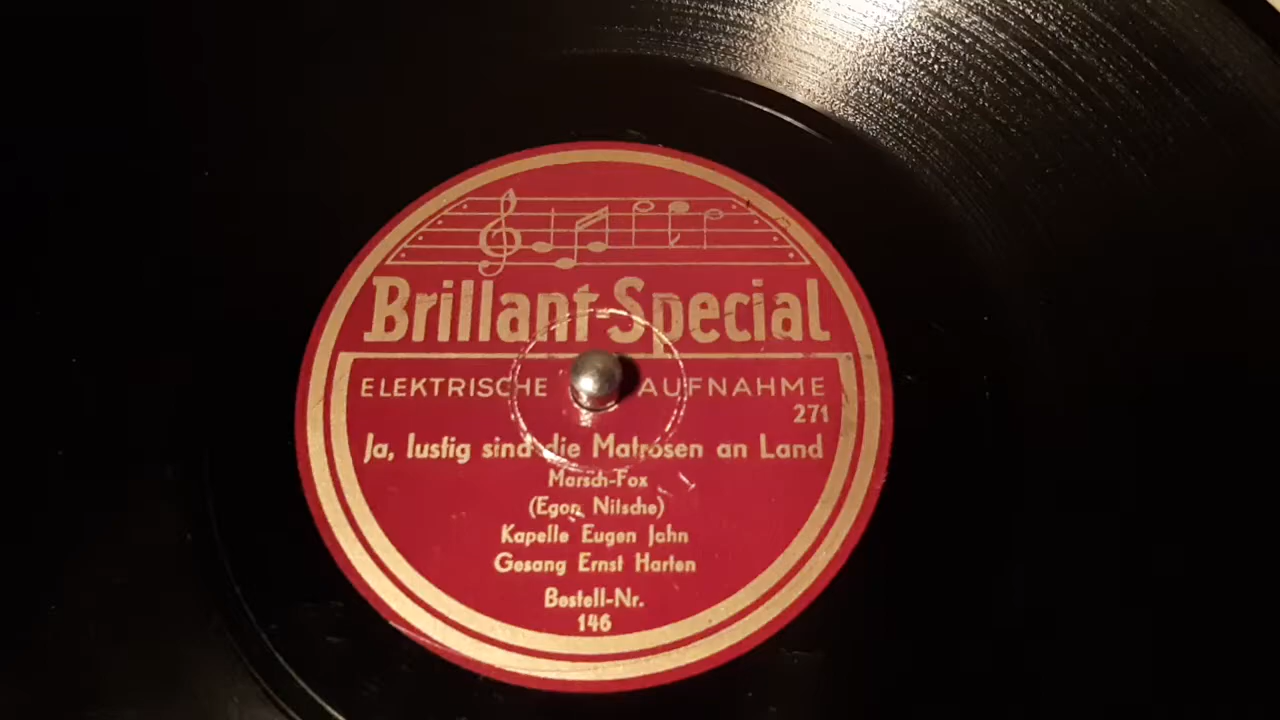 Brillant-Special
ELEKTRISCHE AUFNAHME
271
Ja, lustig sind die Matrosen an Land
Marsch-Fox
(Egon Nitsche)
Kapelle Eugen Jahn
Gesang Ernst Harten
Bestell-Nr.
146